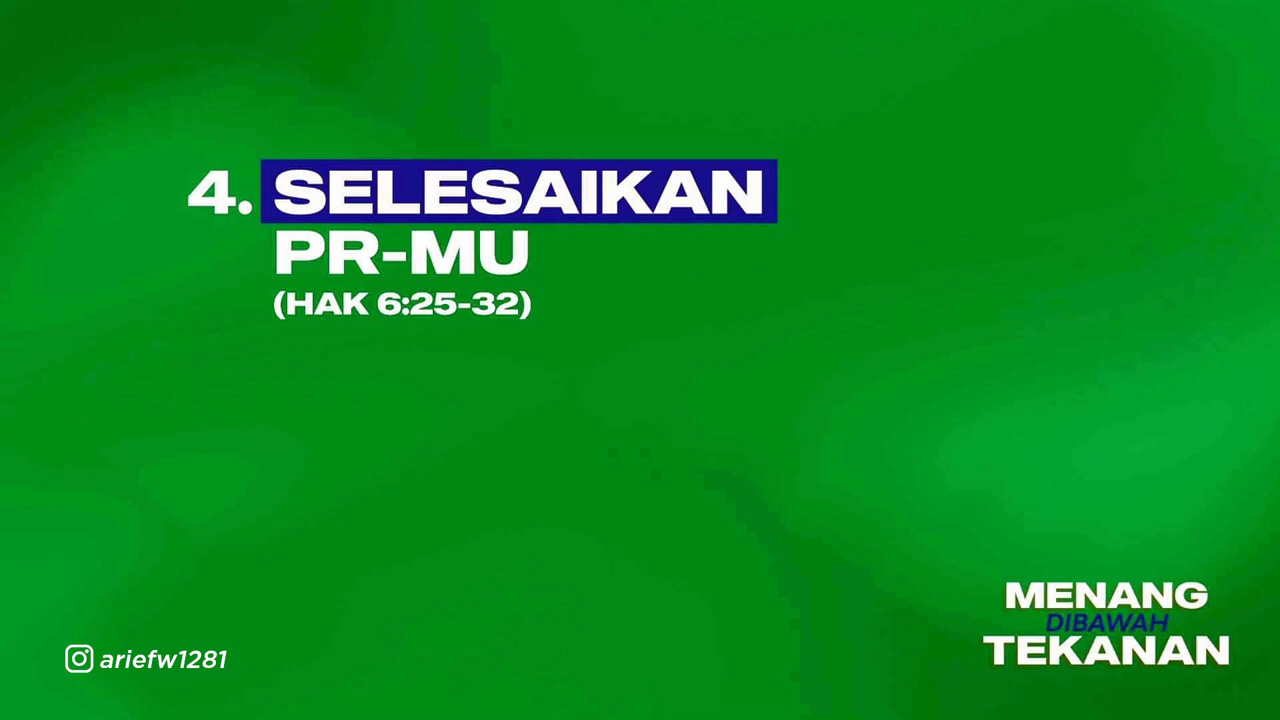 4. SELESAIKAN
PR-MU
(HAK 6:25-32)
MENANG
DIBAWAH
TEKANAN
ariefw1281